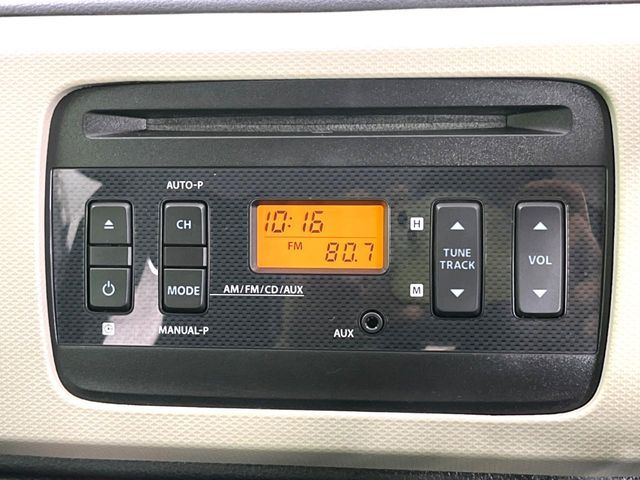 AUTO-P
CH
MODE
MANUAL-P
AM/FM/CD/AUX
10:16
FM
80.7
AUX
H
M
TUNE
TRACK
VOL